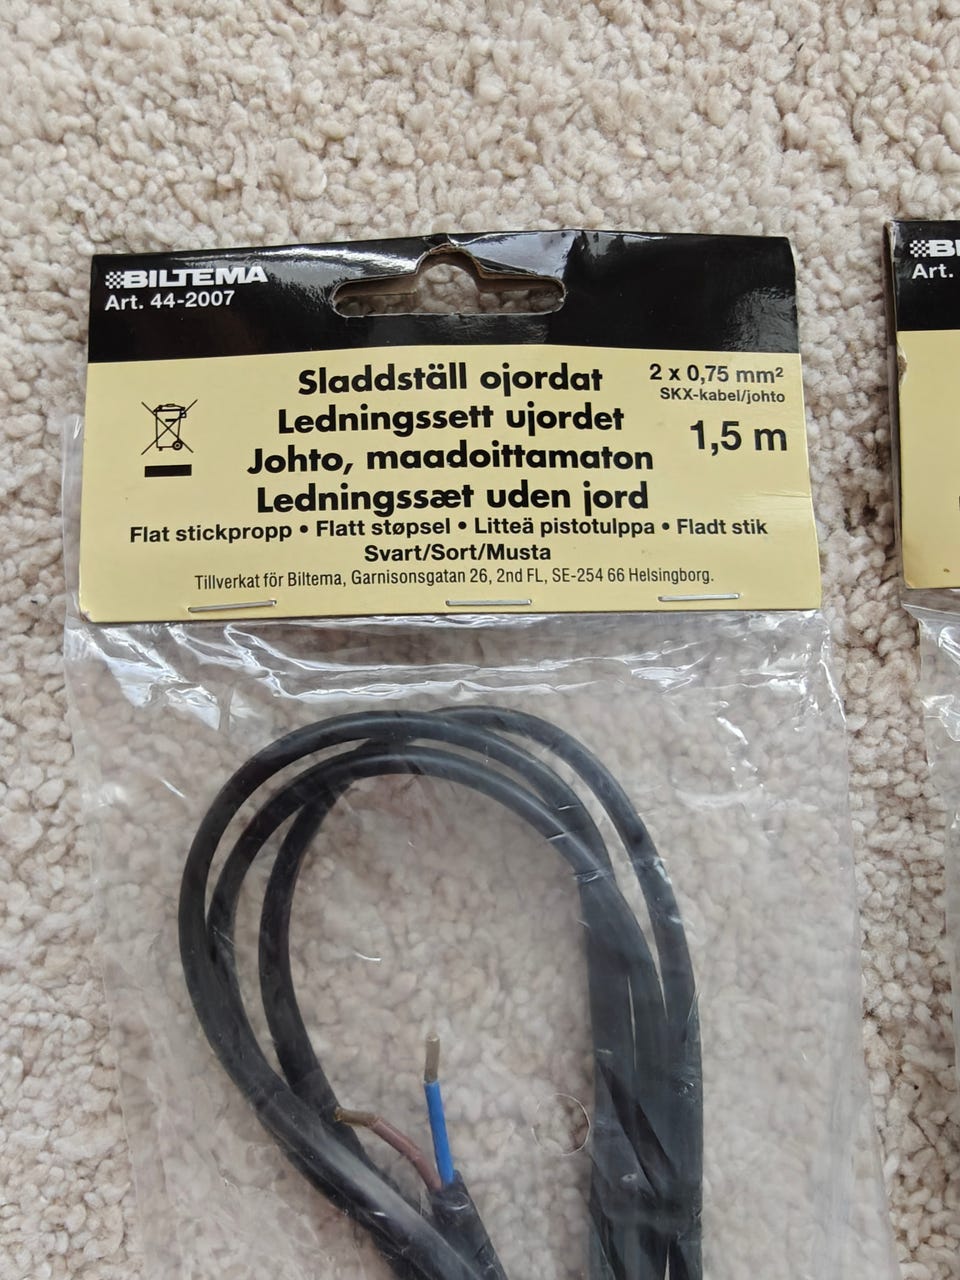 BILTEMA
Art. 44-2007
Sladdställ ojordat
Ledningssett ujordet
Johto, maadoittamaton
Ledningssæt uden jord
2 x 0,75 mm²
SKX-kabel/johto
1,5 m
Flat stickpropp • Flatt støpsel • Litteä pistotulppa • Fladt stik
Svart/Sort/Musta
Tillverkat för Biltema, Garnisonsgatan 26, 2nd FL, SE-254 66 Helsingborg.
Art.